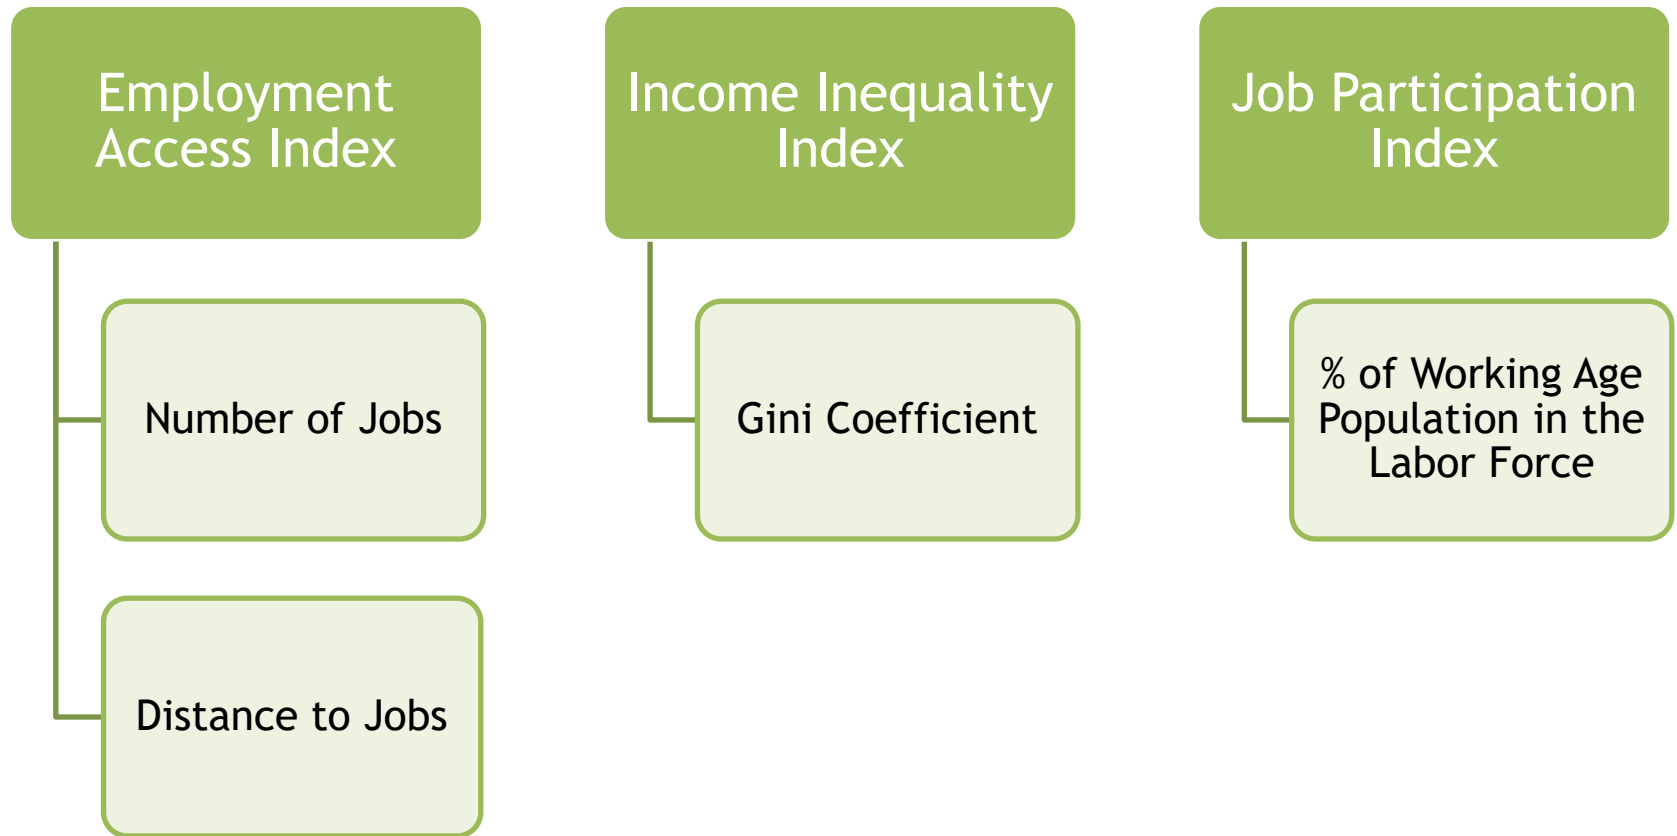 Employment
Access Index
Number of Jobs
Distance to Jobs
Income Inequality
Index
Gini Coefficient
Job Participation
Index
% of Working Age
Population in the
Labor Force